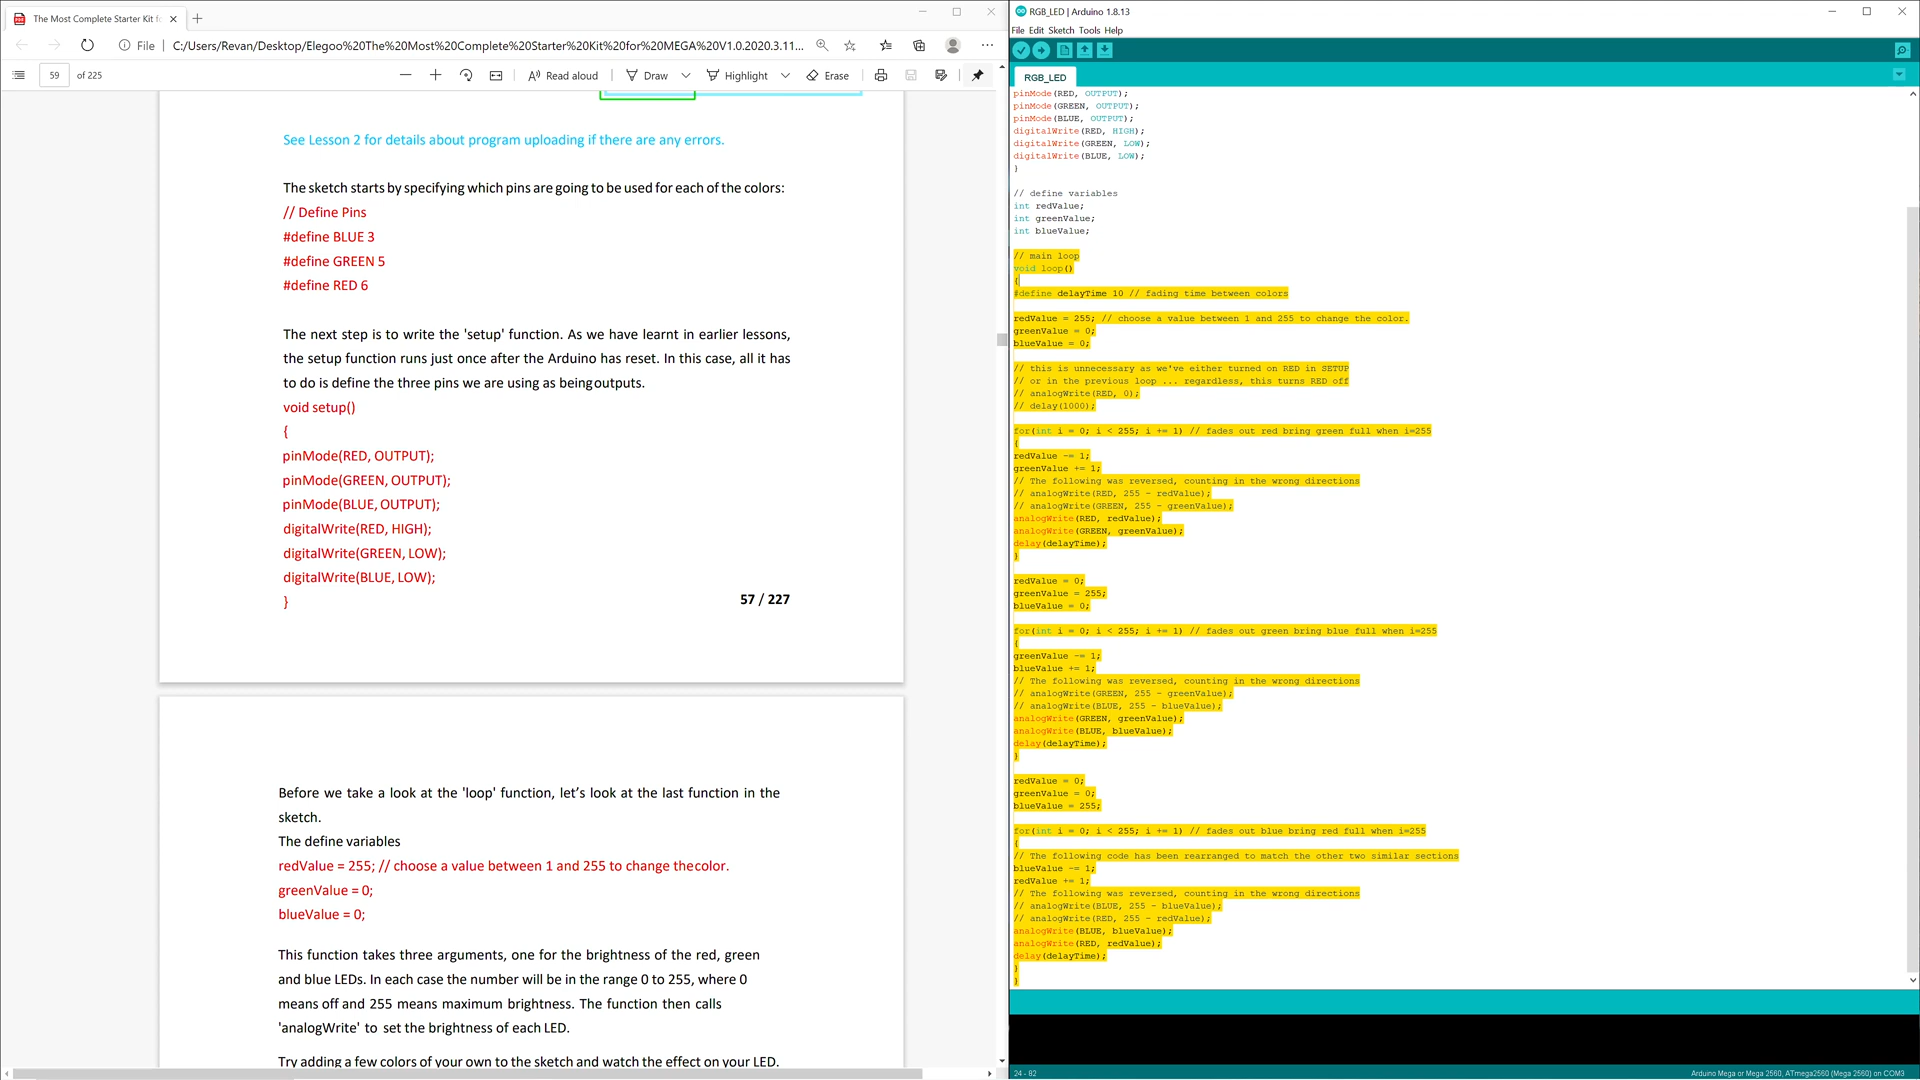 The Most Complete Starter Kit fo
File
C:/Users/Revan/Desktop/Elegoo%20The%20Most%20Complete%20Starter%20Kit%20for%20MEGA%20V1.0.2020.3.11...
59 of 225
Read aloud
Draw
Highlight
Erase
See Lesson 2 for details about program uploading if there are any errors.
The sketch starts by specifying which pins are going to be used for each of the colors:
// Define Pins
#define BLUE 3
#define GREEN 5
#define RED 6
The next step is to write the 'setup' function. As we have learnt in earlier lessons,
the setup function runs just once after the Arduino has reset. In this case, all it has
to do is define the three pins we are using as being outputs.
void setup()
{
pinMode(RED, OUTPUT);
pinMode(GREEN, OUTPUT);
pinMode(BLUE, OUTPUT);
digitalWrite(RED, HIGH);
digitalWrite(GREEN, LOW);
digitalWrite(BLUE, LOW);
}
57 / 227
Before we take a look at the 'loop' function, let’s look at the last function in the
sketch.
The define variables
redValue = 255; // choose a value between 1 and 255 to change the color.
greenValue = 0;
blueValue = 0;
This function takes three arguments, one for the brightness of the red, green
and blue LEDs. In each case the number will be in the range 0 to 255, where 0
means off and 255 means maximum brightness. The function then calls
'analogWrite' to set the brightness of each LED.
Try adding a few colors of your own to the sketch and watch the effect on your LED.
RGB_LED | Arduino 1.8.13
File Edit Sketch Tools Help
RGB_LED
pinMode(RED, OUTPUT);
pinMode(GREEN, OUTPUT);
pinMode(BLUE, OUTPUT);
digitalWrite(RED, HIGH);
digitalWrite(GREEN, LOW);
digitalWrite(BLUE, LOW);
}
// define variables
int redValue;
int greenValue;
int blueValue;
// main loop
void loop()
{
#define delayTime 10 // fading time between colors
redValue = 255; // choose a value between 1 and 255 to change the color.
greenValue = 0;
blueValue = 0;
// this is unnecessary as we've either turned on RED in SETUP
// or in the previous loop ... regardless, this turns RED off
// analogWrite(RED, 0);
// delay(1000);
for(int i = 0; i < 255; i += 1) // fades out red bring green full when i=255
{
redValue -= 1;
greenValue += 1;
// The following was reversed, counting in the wrong directions
// analogWrite(RED, 255 - redValue);
// analogWrite(GREEN, 255 - greenValue);
analogWrite(RED, redValue);
analogWrite(GREEN, greenValue);
delay(delayTime);
}
redValue = 0;
greenValue = 255;
blueValue = 0;
for(int i = 0; i < 255; i += 1) // fades out green bring blue full when i=255
{
greenValue -= 1;
blueValue += 1;
// The following was reversed, counting in the wrong directions
// analogWrite(GREEN, 255 - greenValue);
// analogWrite(BLUE, 255 - blueValue);
analogWrite(GREEN, greenValue);
analogWrite(BLUE, blueValue);
delay(delayTime);
}
redValue = 0;
greenValue = 0;
blueValue = 255;
for(int i = 0; i < 255; i += 1) // fades out blue bring red full when i=255
{
// The following code has been rearranged to match the other two similar sections
blueValue -= 1;
redValue += 1;
// The following was reversed, counting in the wrong directions
// analogWrite(BLUE, 255 - blueValue);
// analogWrite(RED, 255 - redValue);
analogWrite(BLUE, blueValue);
analogWrite(RED, redValue);
delay(delayTime);
}
}
24 - 82
Arduino Mega or Mega 2560, ATmega2560 (Mega 2560) on COM3